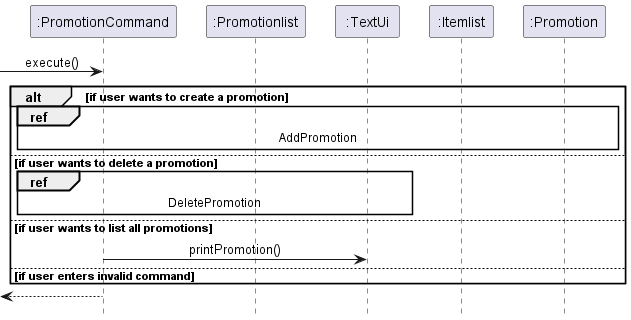 :PromotionCommand
:Promotionlist
:TextUi
:Itemlist
:Promotion
execute()
alt
[if user wants to create a promotion]
ref
AddPromotion
[if user wants to delete a promotion]
ref
DeletePromotion
[if user wants to list all promotions]
printPromotion()
[if user enters invalid command]